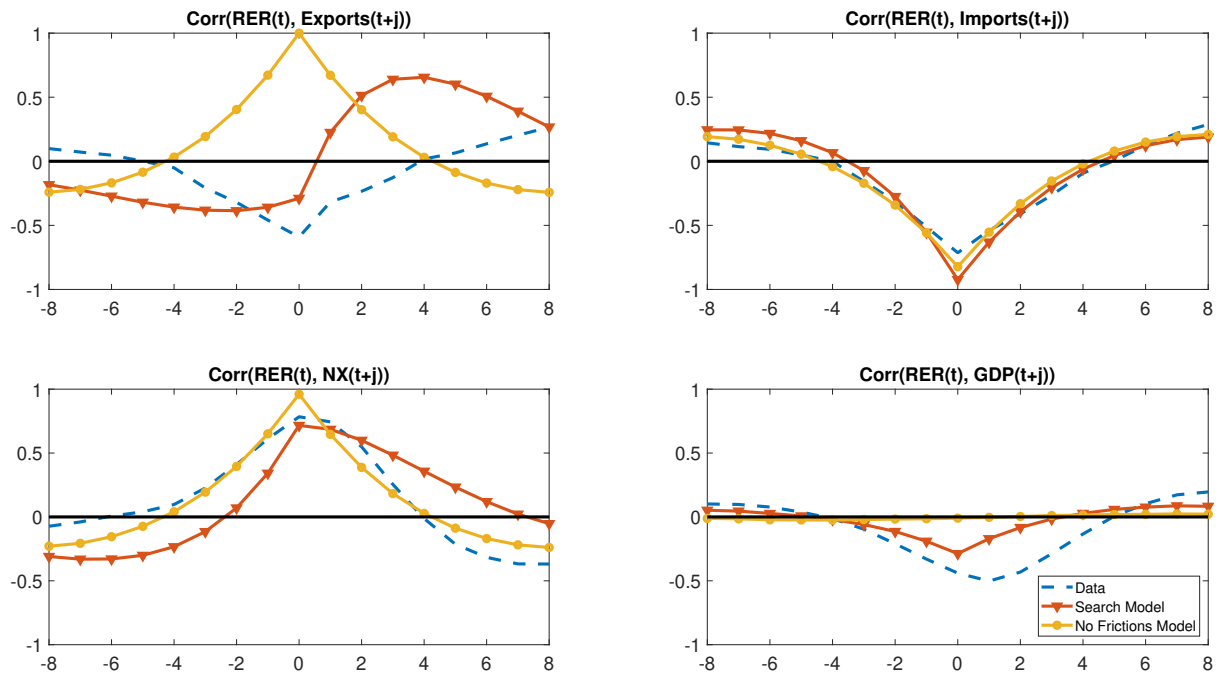 Corr(RER(t), Exports(t+j))
1
0.5
0
-0.5
-1
-8 -6 -4 -2 0 2 4 6 8
Corr(RER(t), Imports(t+j))
1
0.5
0
-0.5
-1
-8 -6 -4 -2 0 2 4 6 8
Corr(RER(t), NX(t+j))
1
0.5
0
-0.5
-1
-8 -6 -4 -2 0 2 4 6 8
Corr(RER(t), GDP(t+j))
1
0.5
0
-0.5
-1
-8 -6 -4 -2 0 2 4 6 8
Data
Search Model
No Frictions Model